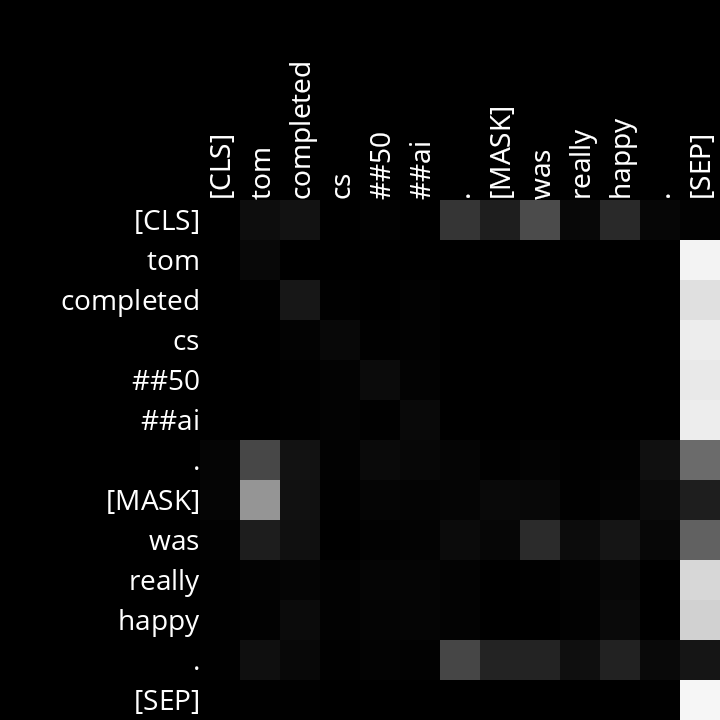 [CLS] tom completed cs ##50 ##ai . [MASK] was really happy . [SEP]
[CLS]
tom
completed
cs
##50
##ai
.
[MASK]
was
really
happy
.
[SEP]